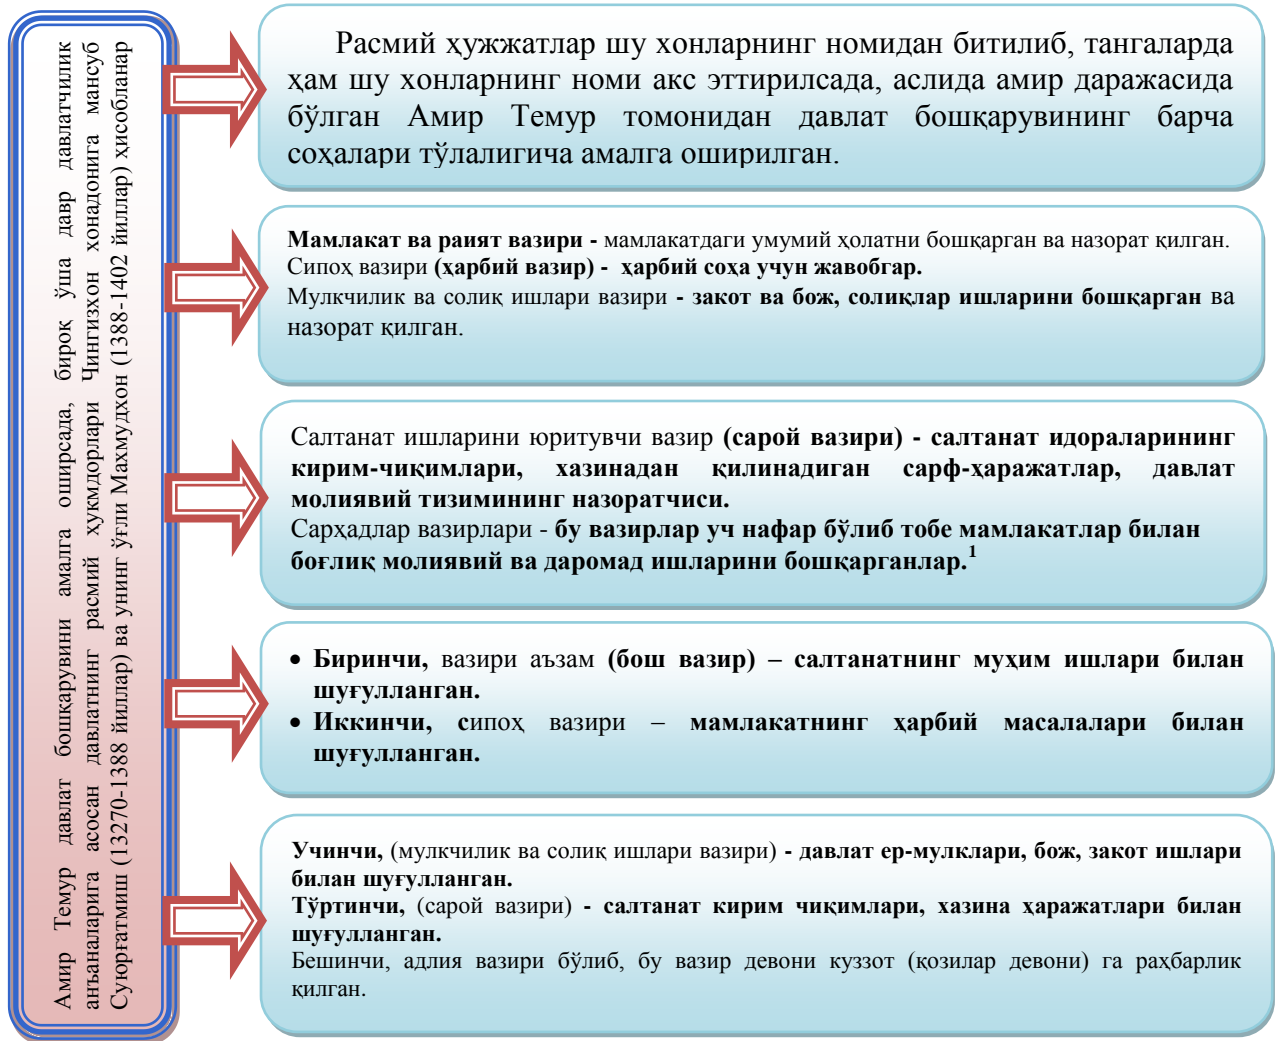 Амир Темур давлат бошқарувини амалга оширсада, бироқ ўша давр давлатчилик
анъаналарига асосан давлатнинг расмий ҳукмдорлари Чингизхон хонадонига мансуб
Суюрғатмиш (13270-1388 йиллар) ва унинг ўғли Махмудхон (1388-1402 йиллар) ҳисобланар
Расмий ҳужжатлар шу хонларнинг номидан битилиб, тангаларда
ҳам шу хонларнинг номи акс эттирилсада, аслида амир даражасида
бўлган Амир Темур томонидан давлат бошқарувининг барча
соҳалари тўлалигича амалга оширилган.
Мамлакат ва раият вазири - мамлакатдаги умумий ҳолатни бошқарган ва назорат қилган.
Сипоҳ вазири (ҳарбий вазир) - ҳарбий соҳа учун жавобгар.
Мулкчилик ва солиқ ишлари вазири - закот ва бож, солиқлар ишларини бошқарган ва
назорат қилган.
Салтанат ишларини юритувчи вазир (сарой вазири) - салтанат идораларининг
кирим-чиқимлари, хазинадан қилинадиган сарф-ҳаражатлар, давлат
молиявий тизимининг назоратчиси.
Сарҳадлар вазирлари - бу вазирлар уч нафар бўлиб тобе мамлакатлар билан
боғлиқ молиявий ва даромад ишларини бошқарганлар.1
• Биринчи, вазири аъзам (бош вазир) – салтанатнинг муҳим ишлари билан
шуғулланган.
• Иккинчи, сипоҳ вазири – мамлакатнинг ҳарбий масалалари билан
шуғулланган.
Учинчи, (мулкчилик ва солиқ ишлари вазири) - давлат ер-мулклари, бож, закот ишлари
билан шуғулланган.
Тўртинчи, (сарой вазири) - салтанат кирим чиқимлари, хазина ҳаражатлари билан
шуғулланган.
Бешинчи, адлия вазири бўлиб, бу вазир девони куззот (қозилар девони) га раҳбарлик
қилган.